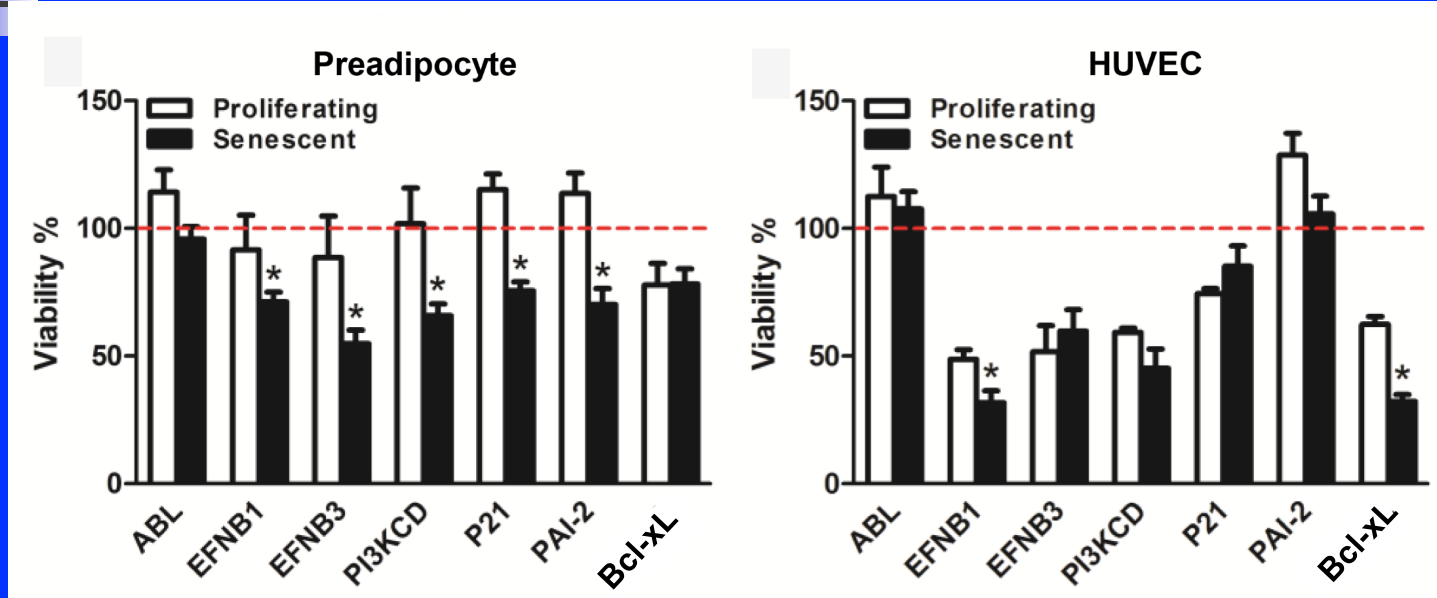 Preadipocyte
150
Proliferating
Senescent
100
50
0
Viability %
*
*
*
*
*
ABL
EFNB1
EFNB3
PI3KCD
P21
PAI-2
Bcl-xL
HUVEC
150
Proliferating
Senescent
100
50
0
Viability %
*
*
ABL
EFNB1
EFNB3
PI3KCD
P21
PAI-2
Bcl-xL